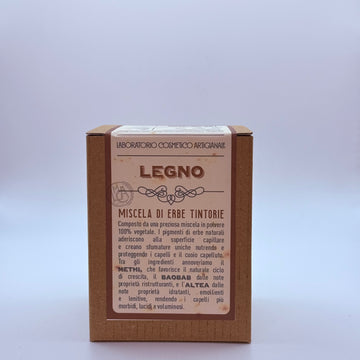 LABORATORIO COSMETICO ARTIGIANALE
LEGNO
MISCELA DI ERBE TINTORIE
Composto da una preziosa miscela in polvere
100% vegetale. I pigmenti di erbe naturali
aderiscono alla superficie capillare
e creano sfumature uniche nutrendo e
proteggendo i capelli e il cuoio capelluto.
Tra gli ingredienti annoveriamo il
METHI, che favorisce il naturale ciclo
di crescita, il BAOBAB dalle note
proprietà ristrutturanti, e l'ALTEA dalle
note proprietà idratanti, emollienti
e lenitive, rendendo i capelli più
morbidi, lucidi e voluminosi.